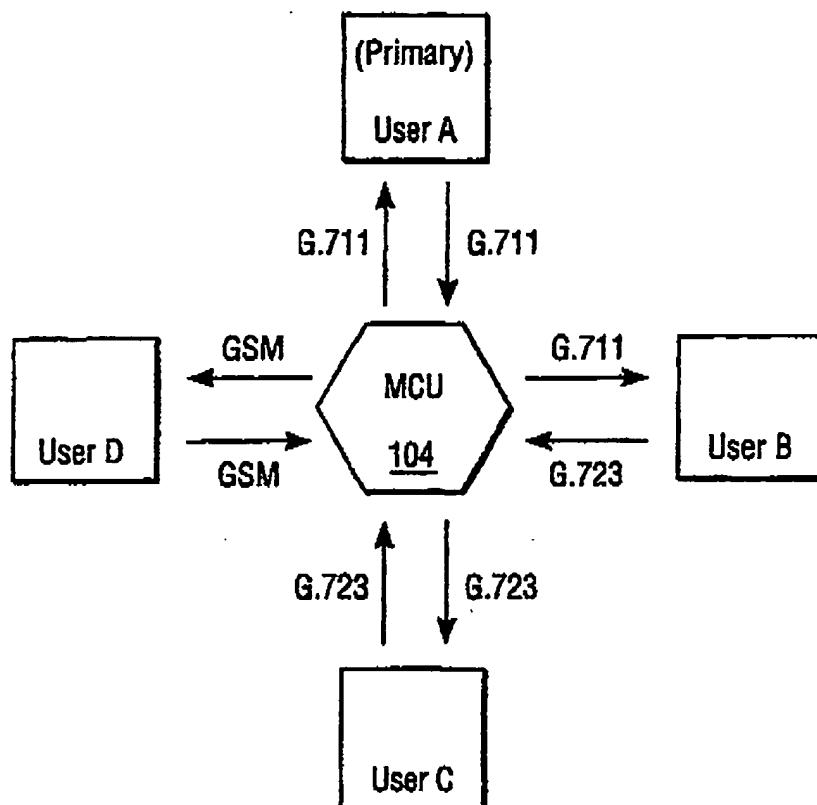 (Primary)
User A
G.711
G.711
GSM
G.711
MCU
User D
104
User B
GSM
G.723
G.723
G.723
User C